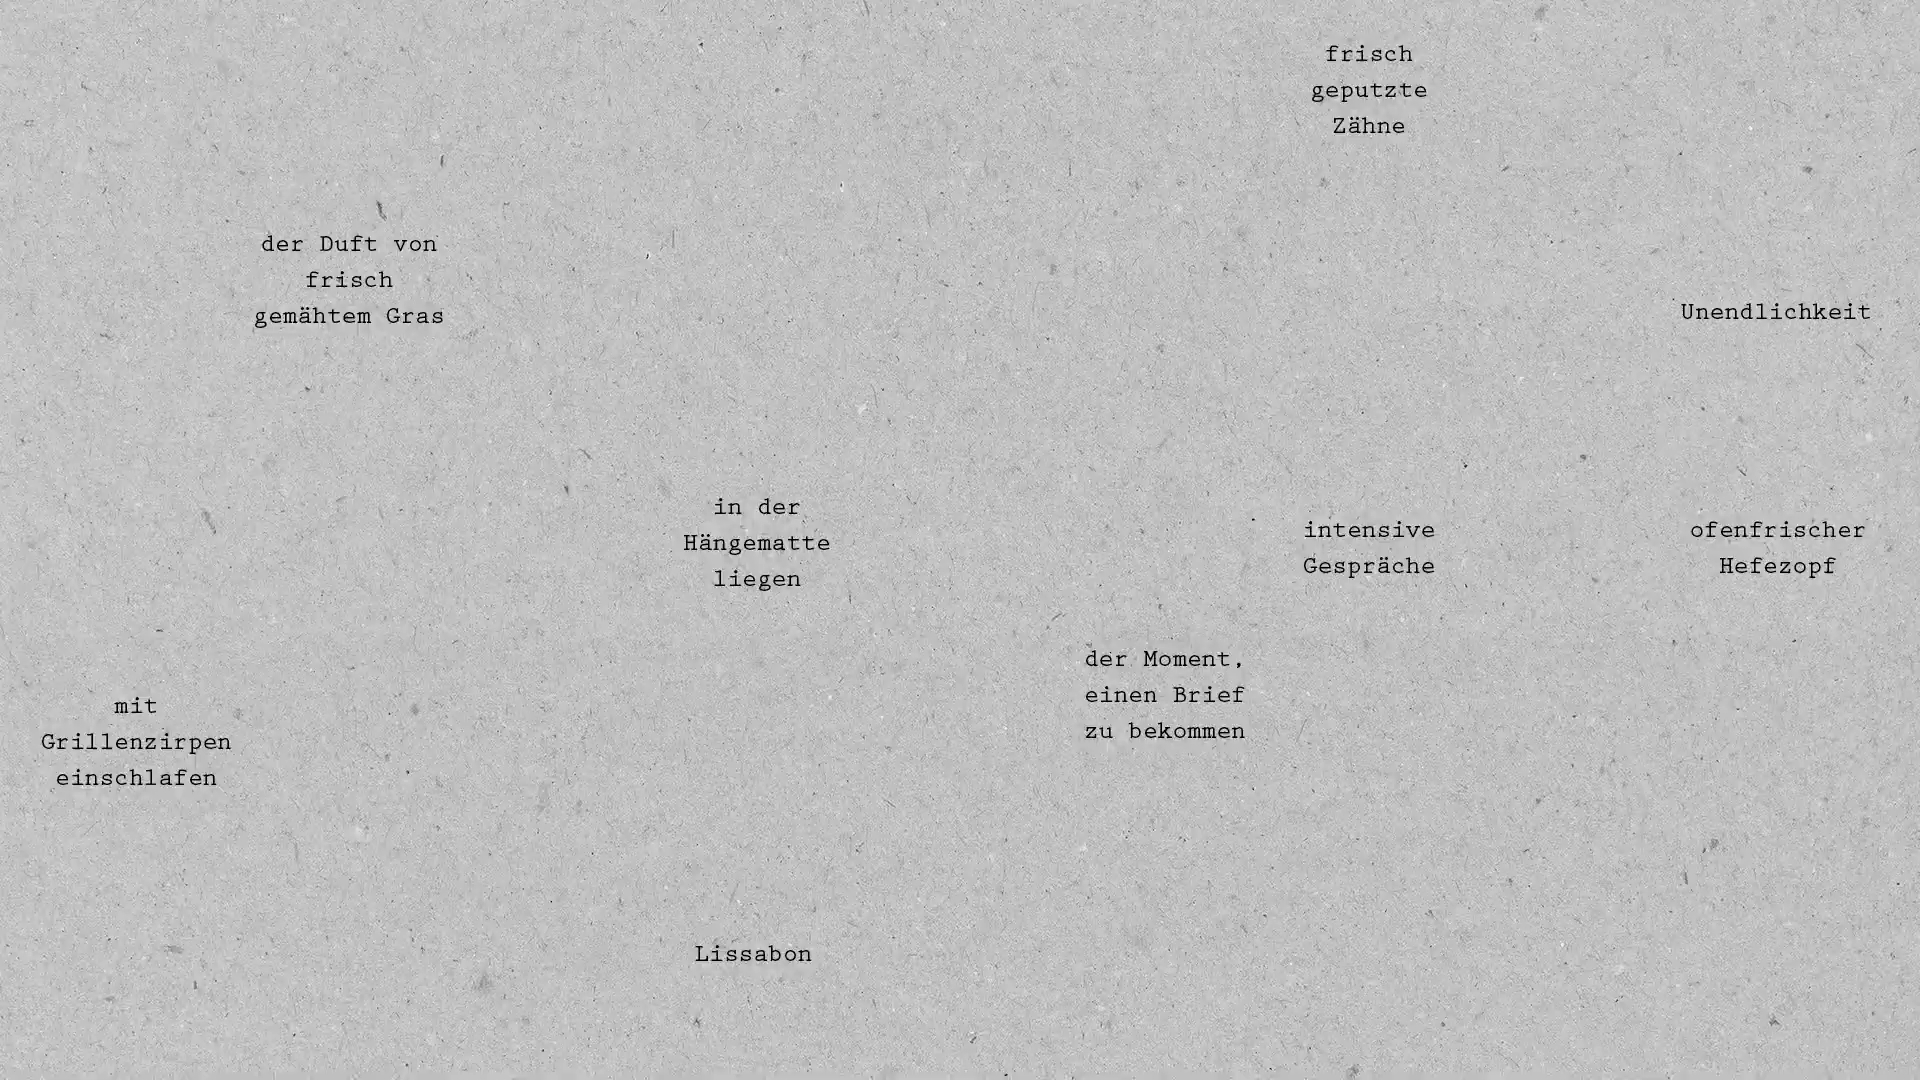 frisch
geputzte
Zähne
der Duft von
frisch
gemähtem Gras
Unendlichkeit
in der
Hängematte
liegen
intensive
Gespräche
ofenfrischer
Hefezopf
der Moment,
einen Brief
zu bekommen
mit
Grillenzirpen
einschlafen
Lissabon